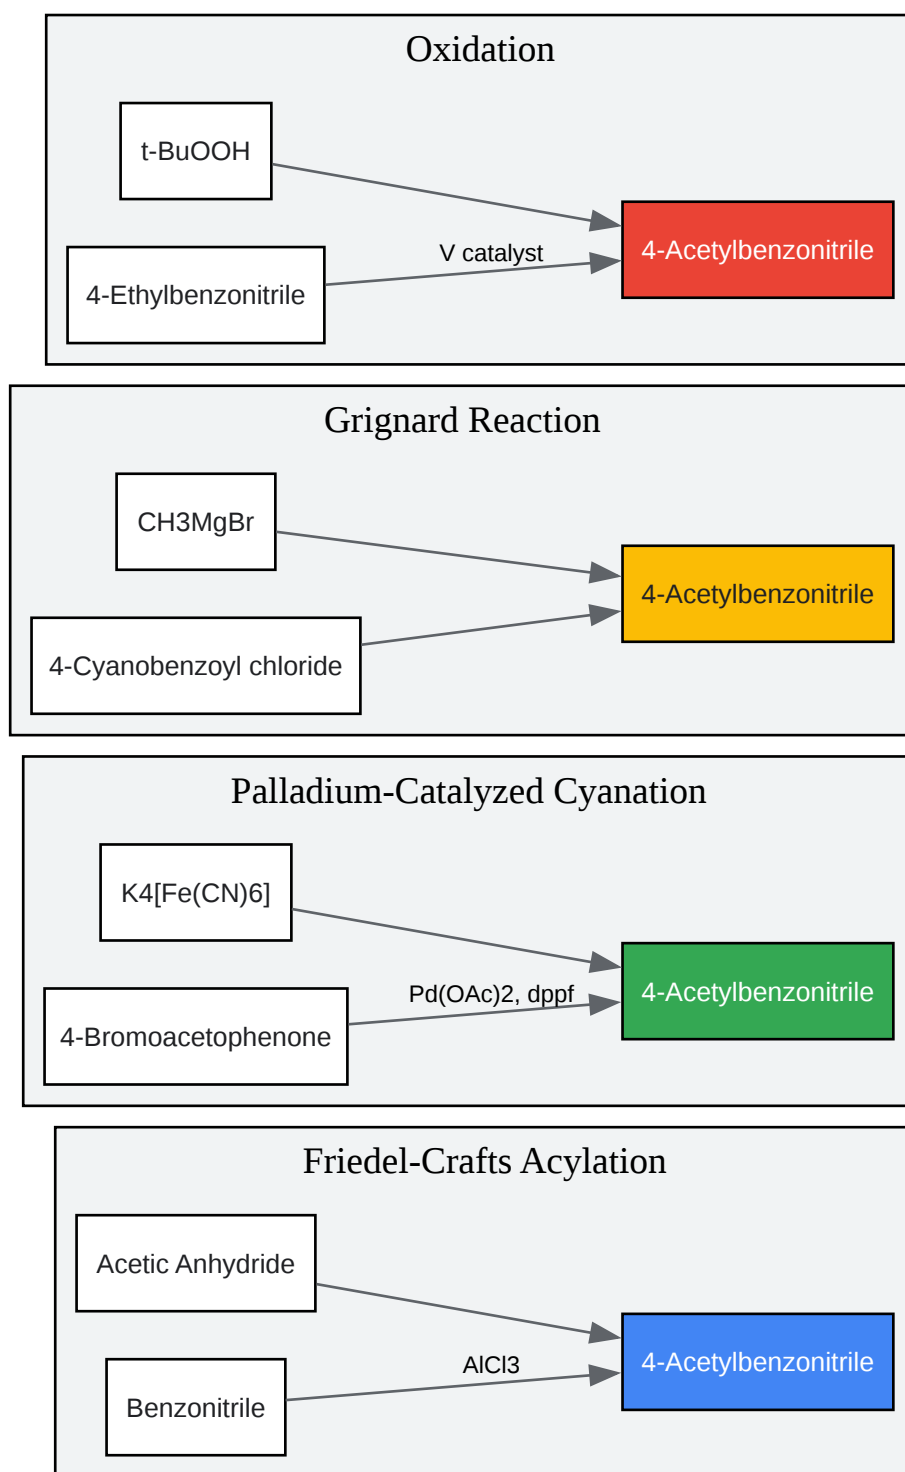 Oxidation
t-BuOOH
V catalyst
4-Acetylbenzonitrile
4-Ethylbenzonitrile
Grignard Reaction
CH3MgBr
4-Acetylbenzonitrile
4-Cyanobenzoyl chloride
Palladium-Catalyzed Cyanation
K4[Fe(CN)6]
Pd(OAc)2, dppf
4-Acetylbenzonitrile
4-Bromoacetophenone
Friedel-Crafts Acylation
Acetic Anhydride
AlCl3
4-Acetylbenzonitrile
Benzonitrile